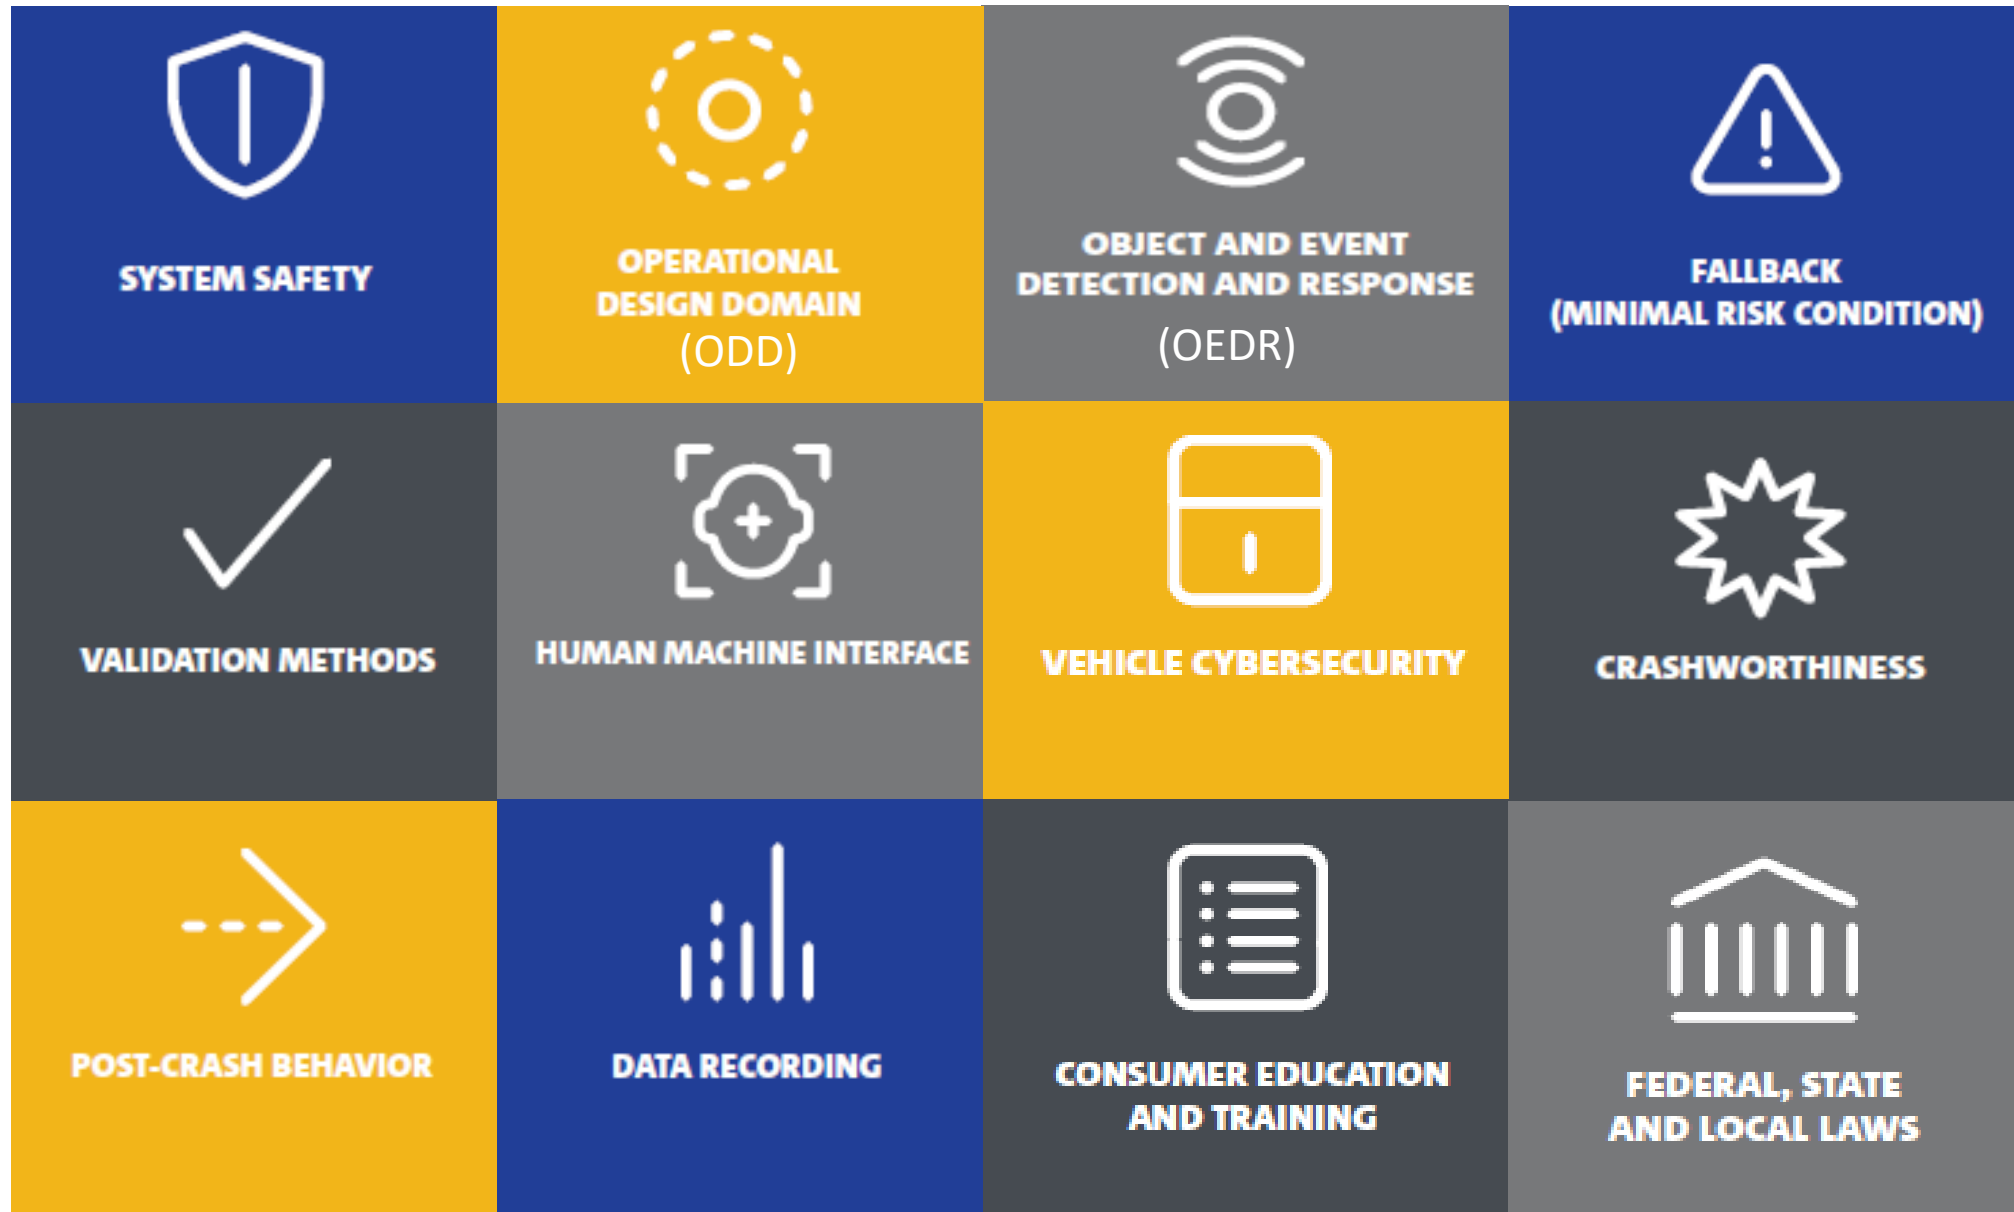 SYSTEM SAFETY
OPERATIONAL
DESIGN DOMAIN
(ODD)
OBJECT AND EVENT
DETECTION AND RESPONSE
(OEDR)
FALLBACK
(MINIMAL RISK CONDITION)
VALIDATION METHODS
HUMAN MACHINE INTERFACE
VEHICLE CYBERSECURITY
CRASHWORTHINESS
POST-CRASH BEHAVIOR
DATA RECORDING
CONSUMER EDUCATION
AND TRAINING
FEDERAL, STATE
AND LOCAL LAWS